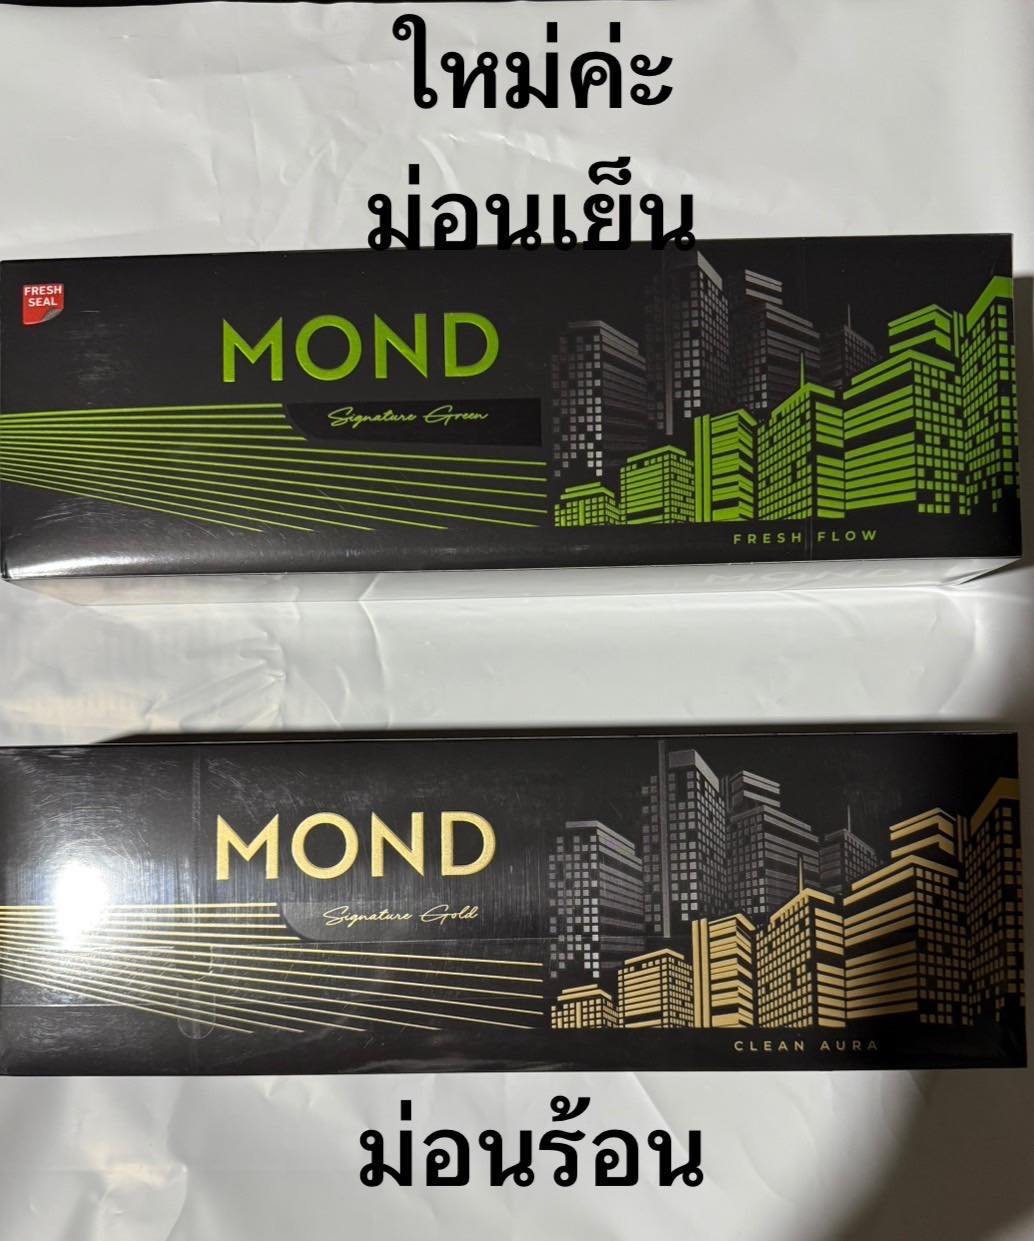 ใหม่ค่ะ
ม่อนเย็น
FRESH
SEAL
MOND
Signature Green
FRESH FLOW
MOND
Signature Gold
CLEAN AURA
ม่อนร้อน